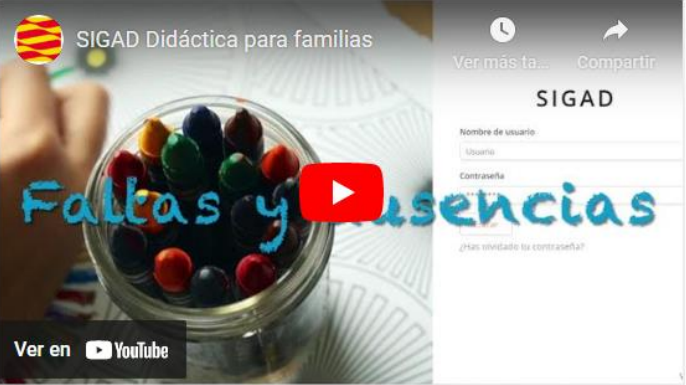 SIGAD Didáctica para familias
Ver más ta...
Compartir
SIGAD
Nombre de usuario
Usuario
Contraseña
Faltas y ausencias
¿Has olvidado tu contraseña?
Ver en YouTube